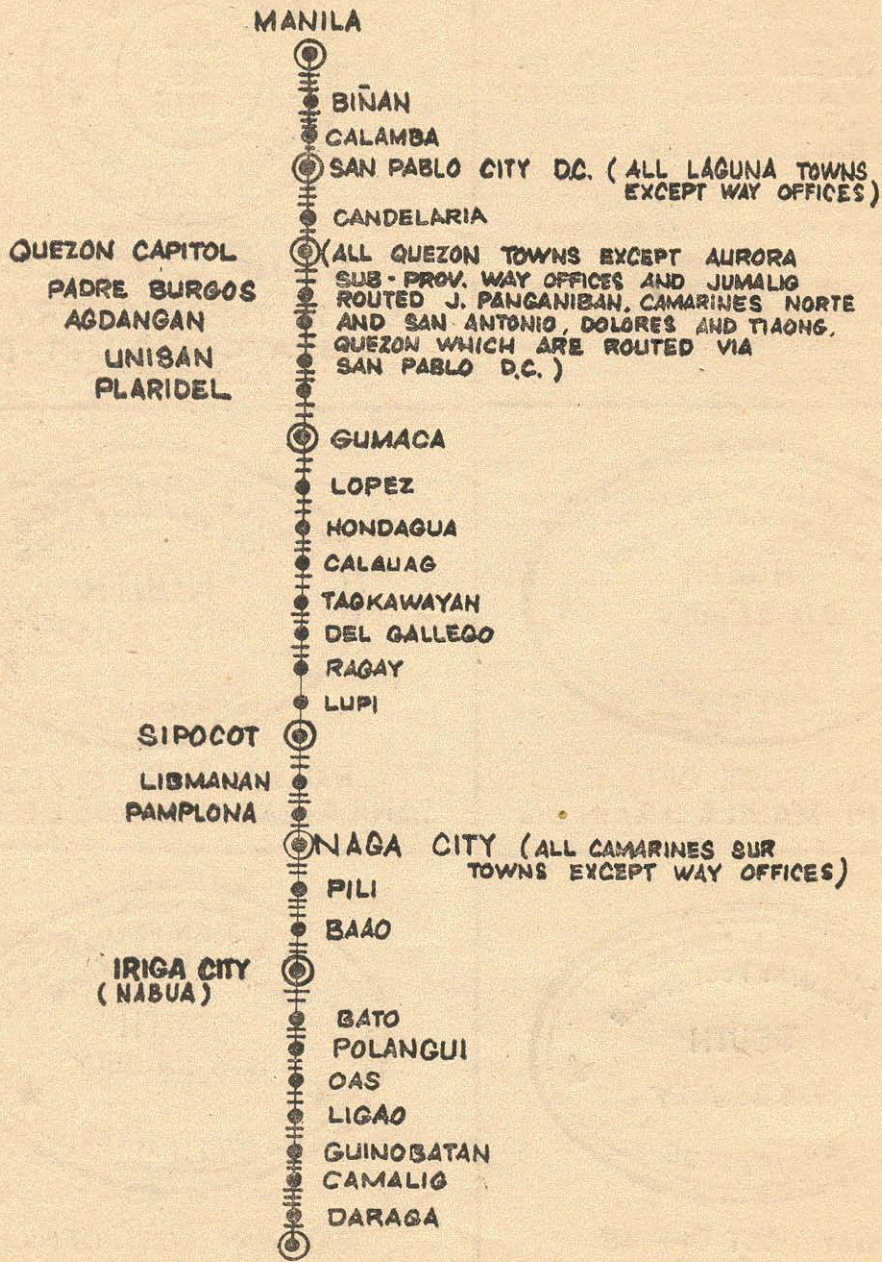 MANILA
BIÑAN
CALAMBA
SAN PABLO CITY D.C. (ALL LAGUNA TOWNS
EXCEPT WAY OFFICES)
CANDELARIA
QUEZON CAPITOL
(ALL QUEZON TOWNS EXCEPT AURORA
SUB-PROV. WAY OFFICES AND JUMALIG
ROUTED J. PANGANIBAN, CAMARINES NORTE
AND SAN ANTONIO, DOLORES AND TIAONG,
QUEZON WHICH ARE ROUTED VIA
SAN PABLO D.C.)
PADRE BURGOS
AGDANGAN
UNISAN
PLARIDEL
GUMACA
LOPEZ
HONDAGUA
CALAUAG
TAGKAWAYAN
DEL GALLEGO
RAGAY
LUPI
SIPOCOT
LIBMANAN
PAMPLONA
NAGA CITY (ALL CAMARINES SUR
TOWNS EXCEPT WAY OFFICES)
PILI
BAAO
IRIGA CITY
(NABUA)
BATO
POLANGUI
OAS
LIGAO
GUINOBATAN
CAMALIG
DARAGA